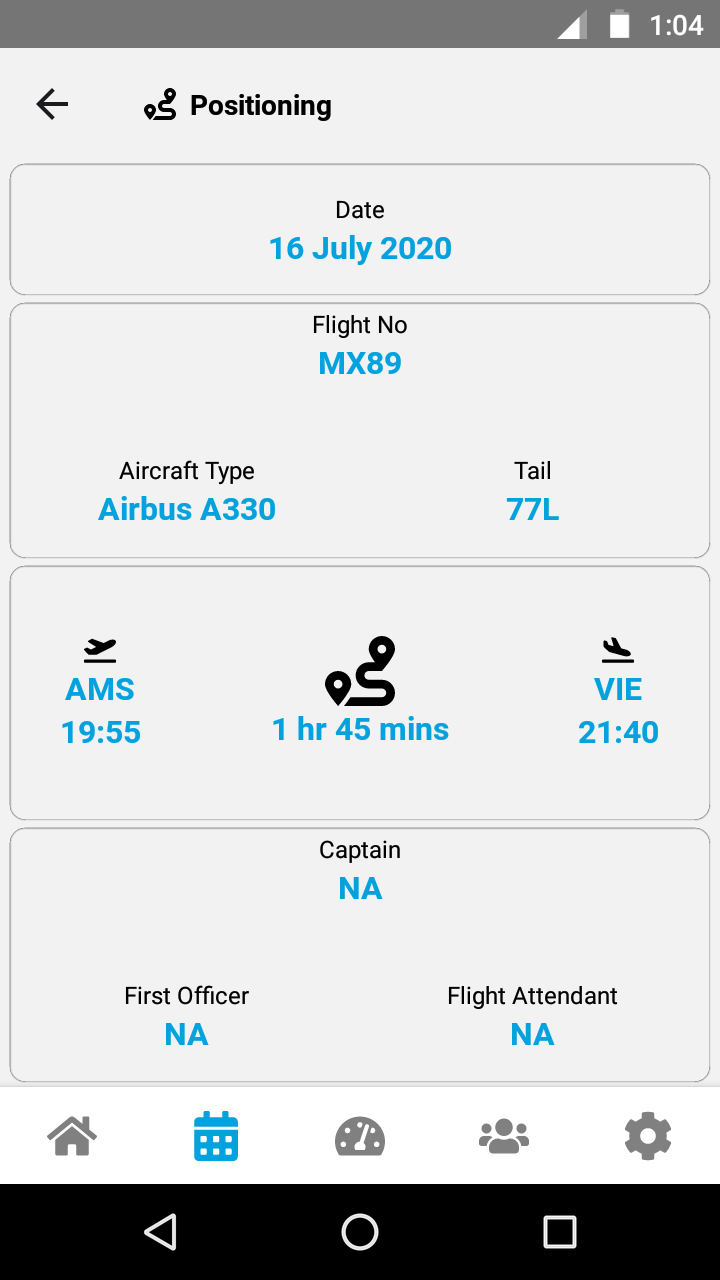 1:04
Positioning
Date
16 July 2020
Flight No
MX89
Aircraft Type
Tail
Airbus A330
77L
AMS
VIE
19:55
1 hr 45 mins
21:40
Captain
NA
First Officer
Flight Attendant
NA
NA